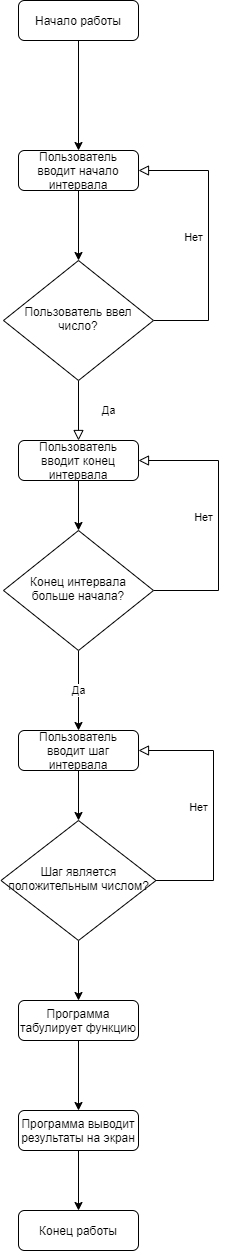 Начало работы
Пользователь
вводит начало
интервала
Нет
Пользователь ввел
число?
Да
Пользователь
вводит конец
интервала
Нет
Конец интервала
больше начала?
Да
Пользователь
вводит шаг
интервала
Нет
Шаг является
положительным числом?
Программа
табулирует функцию
Программа выводит
результаты на экран
Конец работы